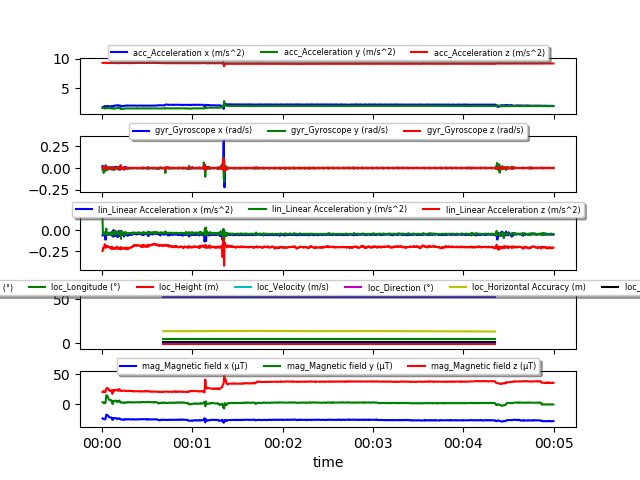 acc_Acceleration x (m/s^2) acc_Acceleration y (m/s^2) acc_Acceleration z (m/s^2)
10
5
gyr_Gyroscope x (rad/s) gyr_Gyroscope y (rad/s) gyr_Gyroscope z (rad/s)
0.25
0.00
−0.25
lin_Linear Acceleration x (m/s^2) lin_Linear Acceleration y (m/s^2) lin_Linear Acceleration z (m/s^2)
0.00
−0.25
(°) loc_Longitude (°) loc_Height (m) loc_Velocity (m/s) loc_Direction (°) loc_Horizontal Accuracy (m) loc_
50
0
mag_Magnetic field x (µT) mag_Magnetic field y (µT) mag_Magnetic field z (µT)
50
0
00:00 00:01 00:02 00:03 00:04 00:05
time